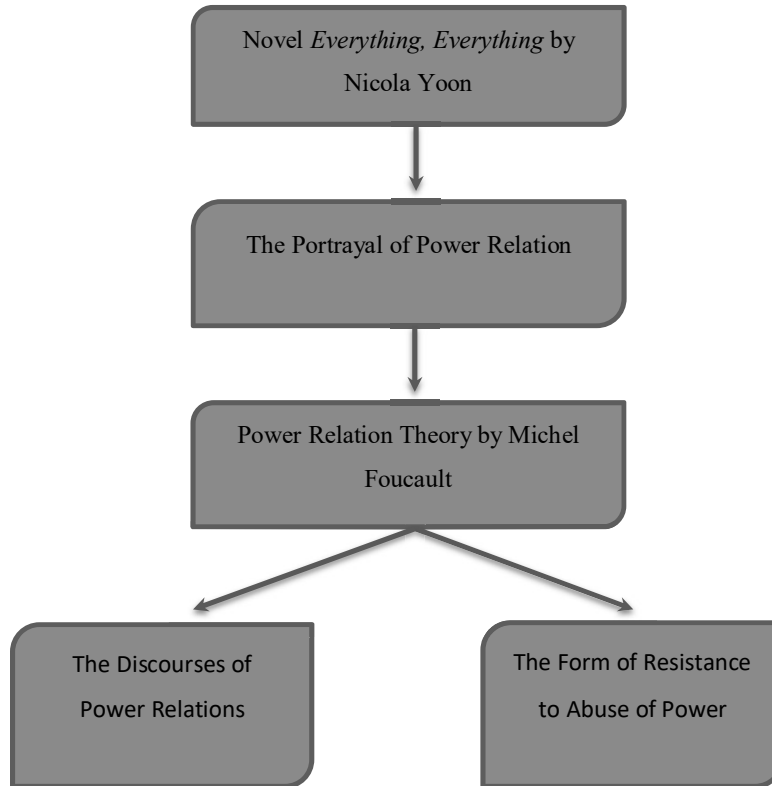 Novel Everything, Everything by
Nicola Yoon
The Portrayal of Power Relation
Power Relation Theory by Michel
Foucault
The Discourses of
Power Relations
The Form of Resistance
to Abuse of Power